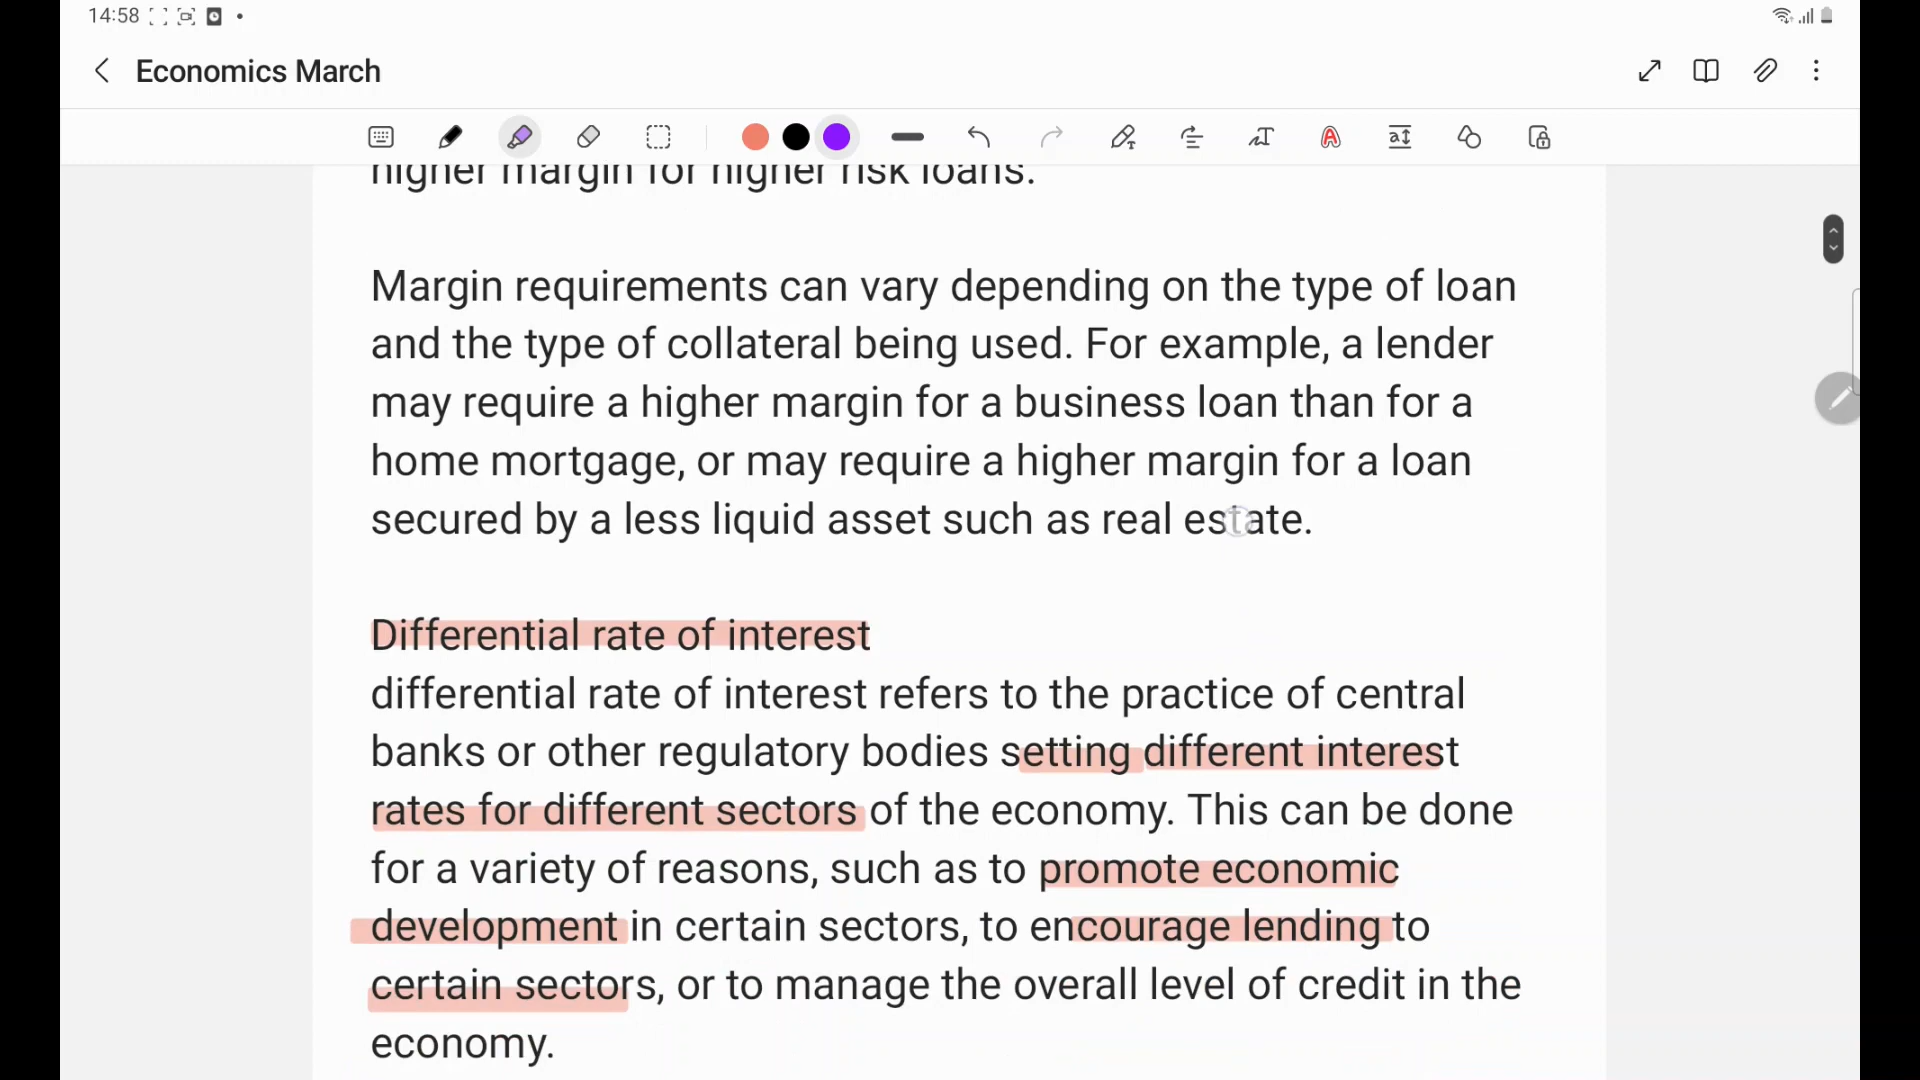 14:58
Economics March
higher margin for higher risk loans.
Margin requirements can vary depending on the type of loan
and the type of collateral being used. For example, a lender
may require a higher margin for a business loan than for a
home mortgage, or may require a higher margin for a loan
secured by a less liquid asset such as real estate.
Differential rate of interest
differential rate of interest refers to the practice of central
banks or other regulatory bodies setting different interest
rates for different sectors of the economy. This can be done
for a variety of reasons, such as to promote economic
development in certain sectors, to encourage lending to
certain sectors, or to manage the overall level of credit in the
economy.